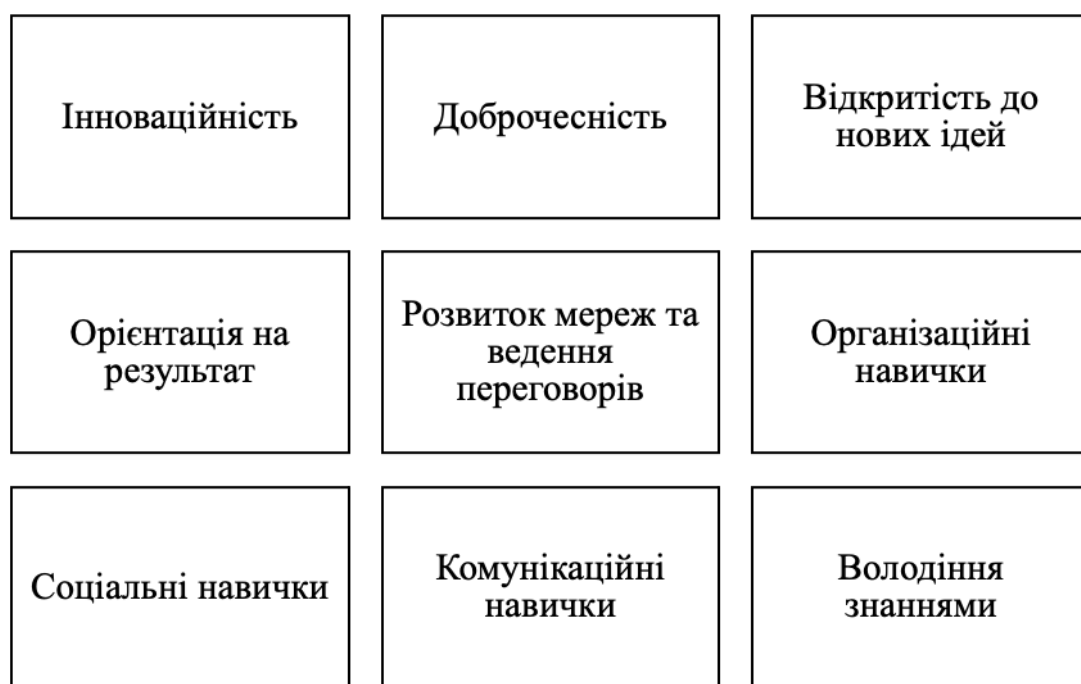 Інноваційність
Доброчесність
Відкритість до
нових ідей
Орієнтація на
результат
Розвиток мереж та
ведення
переговорів
Організаційні
навички
Соціальні навички
Комунікаційні
навички
Володіння
знаннями